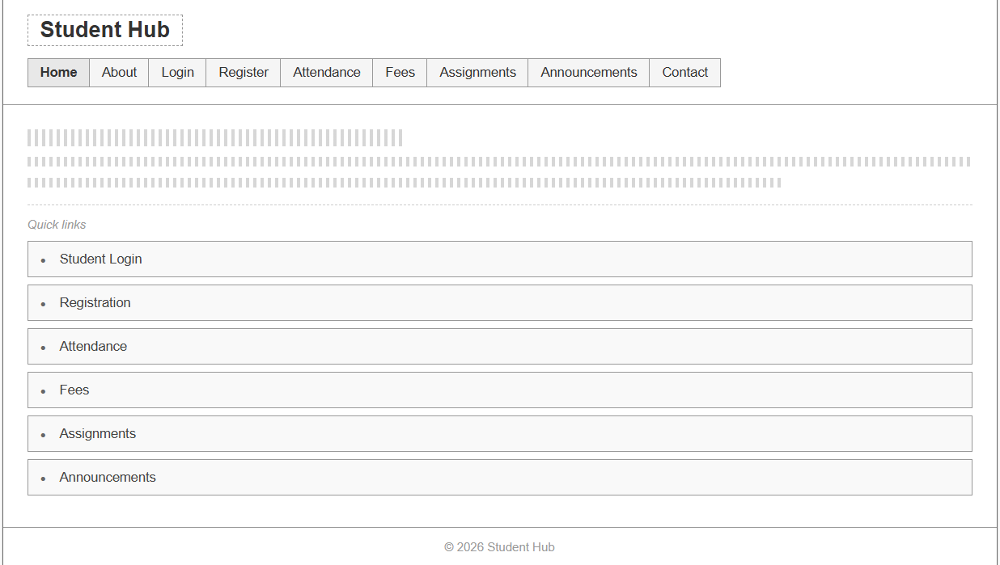 Student Hub
Home About Login Register Attendance Fees Assignments Announcements Contact
Quick links
• Student Login
• Registration
• Attendance
• Fees
• Assignments
• Announcements
© 2026 Student Hub